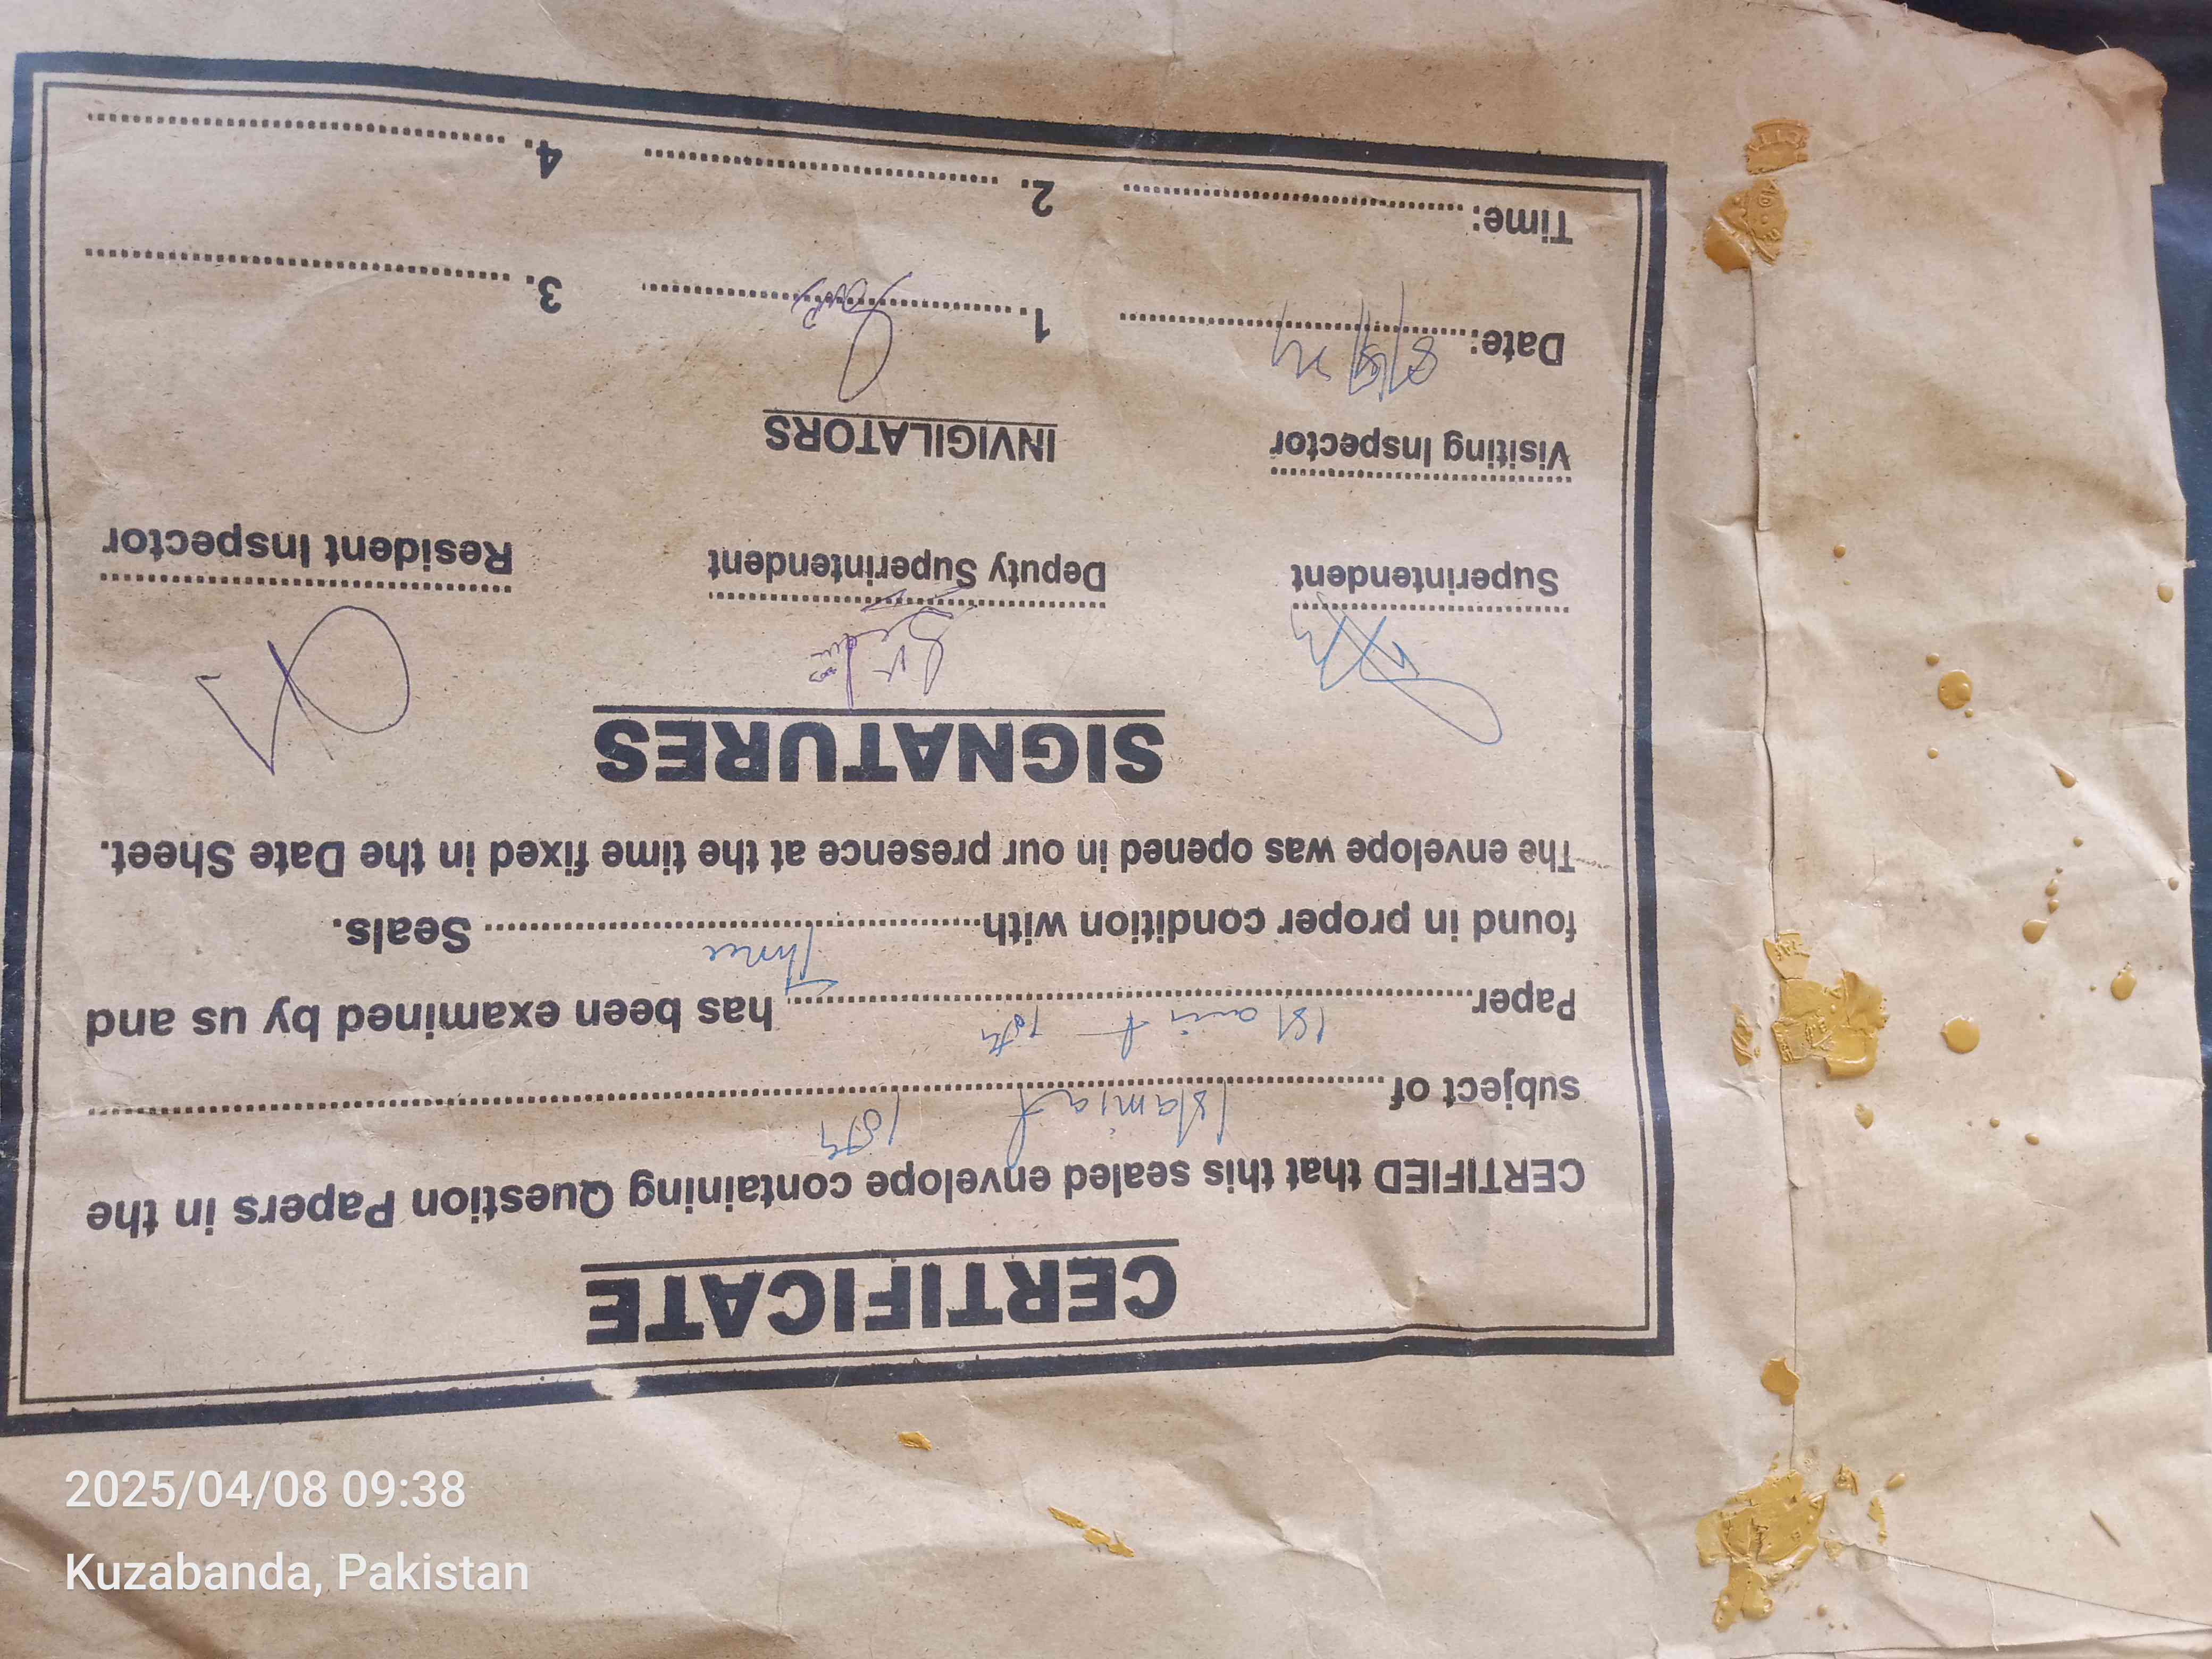 CERTIFICATE
CERTIFIED that this sealed envelope containing Question Papers in the
subject of Islamiat 10th
Paper Islamiat 10th has been examined by us and
found in proper condition with Three Seals.
The envelope was opened in our presence at the time fixed in the Date Sheet.
SIGNATURES
Superintendent Deputy Superintendent Resident Inspector
Visiting Inspector INVIGILATORS
Date: 1. 3.
Time: 2. 4.
2025/04/08 09:38
Kuzabanda, Pakistan